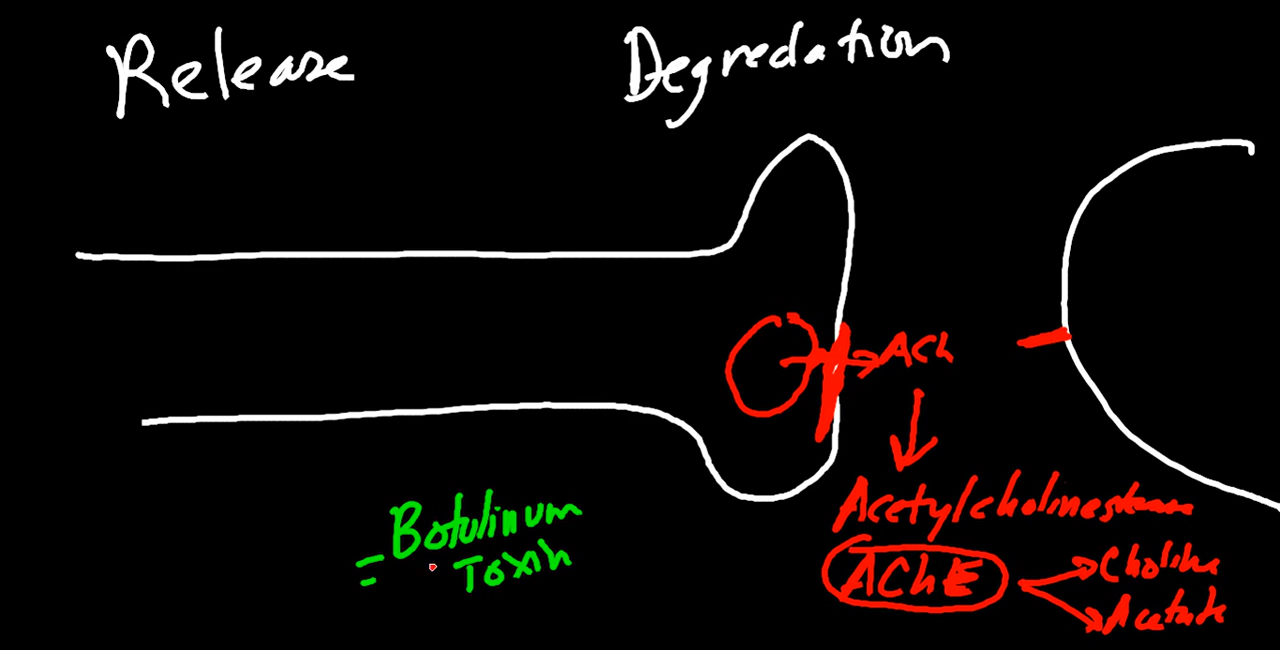 Release
Degredation
ACh
Acetylcholinesterase
AChE
Choline
Acetate
= Botulinum
Toxin